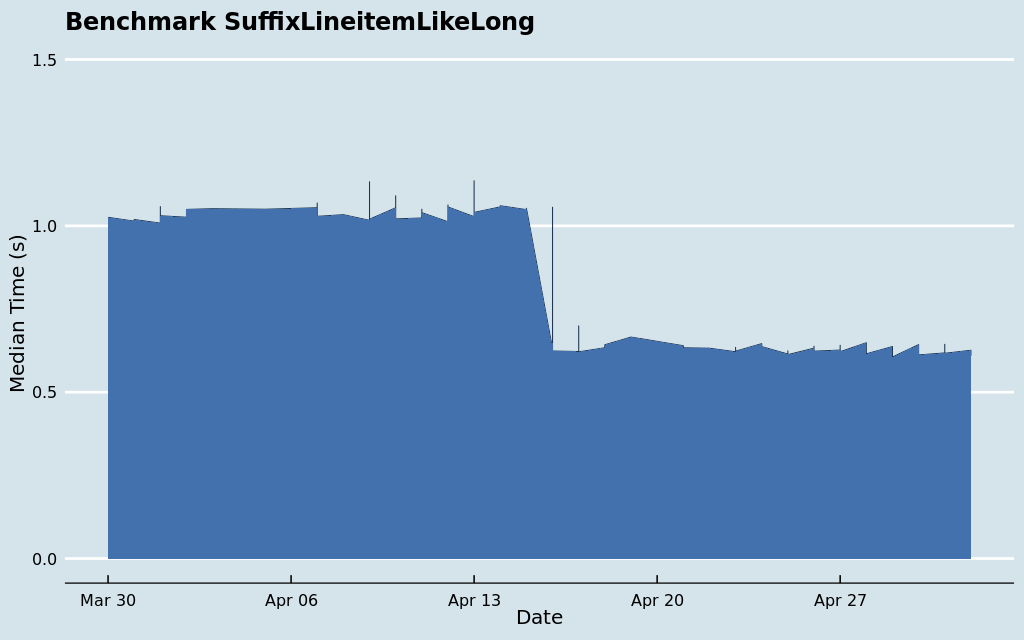 Benchmark SuffixLineitemLikeLong
1.5
1.0
0.5
0.0
Median Time (s)
Mar 30 Apr 06 Apr 13 Apr 20 Apr 27
Date